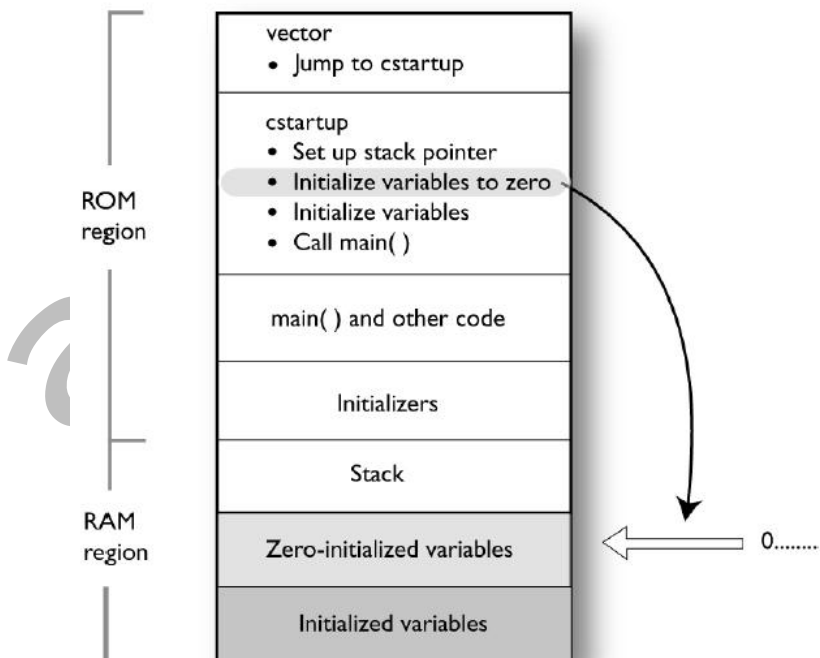 vector
• Jump to cstartup
cstartup
• Set up stack pointer
• Initialize variables to zero
• Initialize variables
• Call main( )
ROM
region
main( ) and other code
Initializers
Stack
RAM
region
Zero-initialized variables
0........
Initialized variables